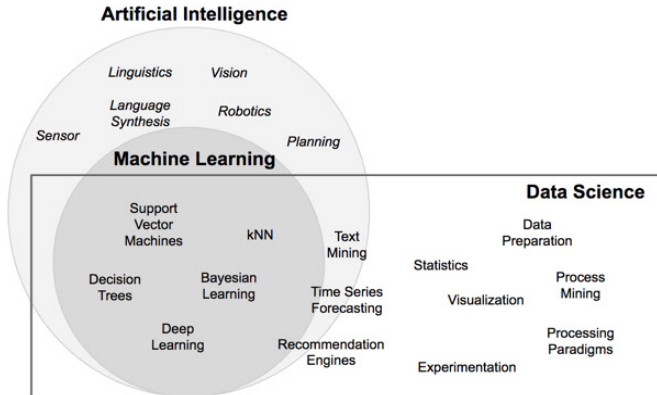 Artificial Intelligence
Linguistics
Vision
Language
Synthesis
Robotics
Sensor
Planning
Machine Learning
Data Science
Support
Vector
Machines
kNN
Text
Mining
Data
Preparation
Statistics
Decision
Trees
Bayesian
Learning
Time Series
Forecasting
Visualization
Process
Mining
Deep
Learning
Recommendation
Engines
Processing
Paradigms
Experimentation